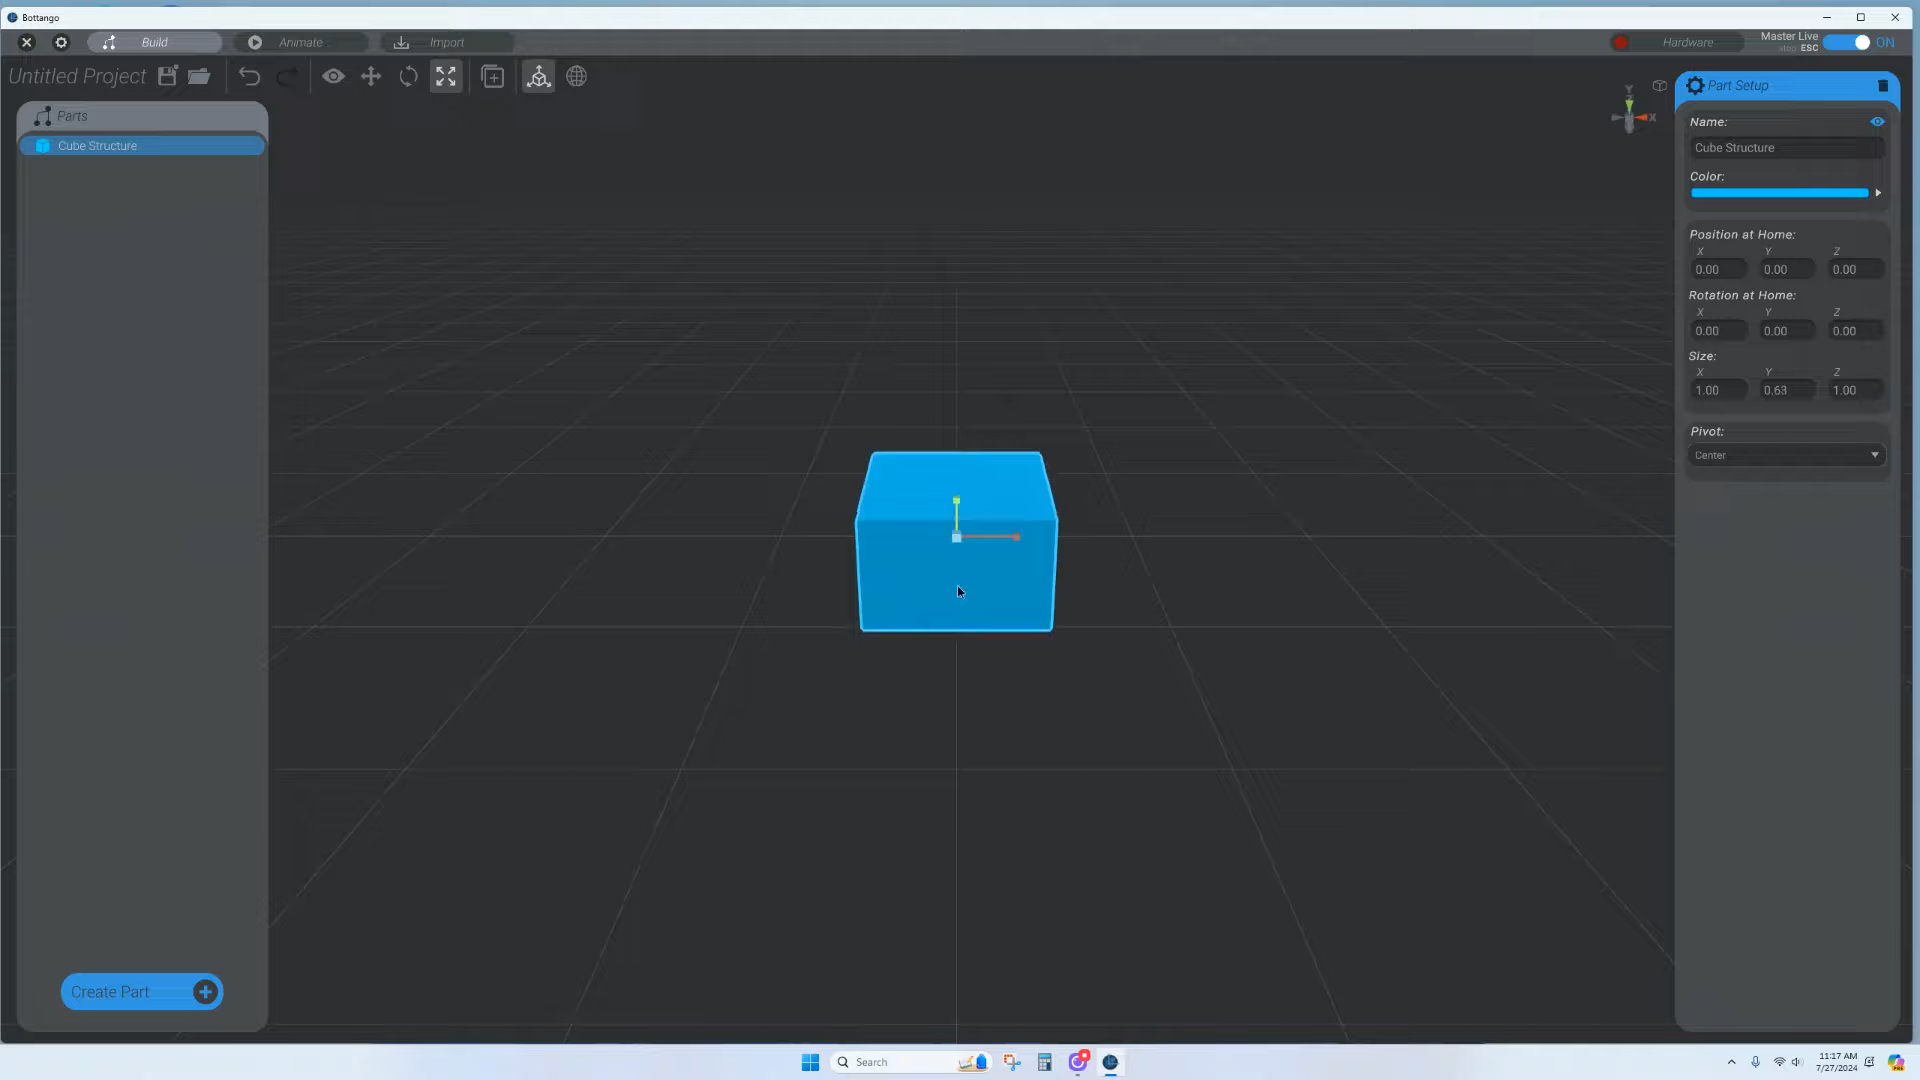 Bottango
Build
Animate
Import
Hardware
Master Live
stop ESC
ON
Untitled Project
Parts
Cube Structure
Create Part
Y
X
Part Setup
Name:
Cube Structure
Color:
Position at Home:
X Y Z
0.00 0.00 0.00
Rotation at Home:
X Y Z
0.00 0.00 0.00
Size:
X Y Z
1.00 0.63 1.00
Pivot:
Center
Search
11:17 AM
7/27/2024